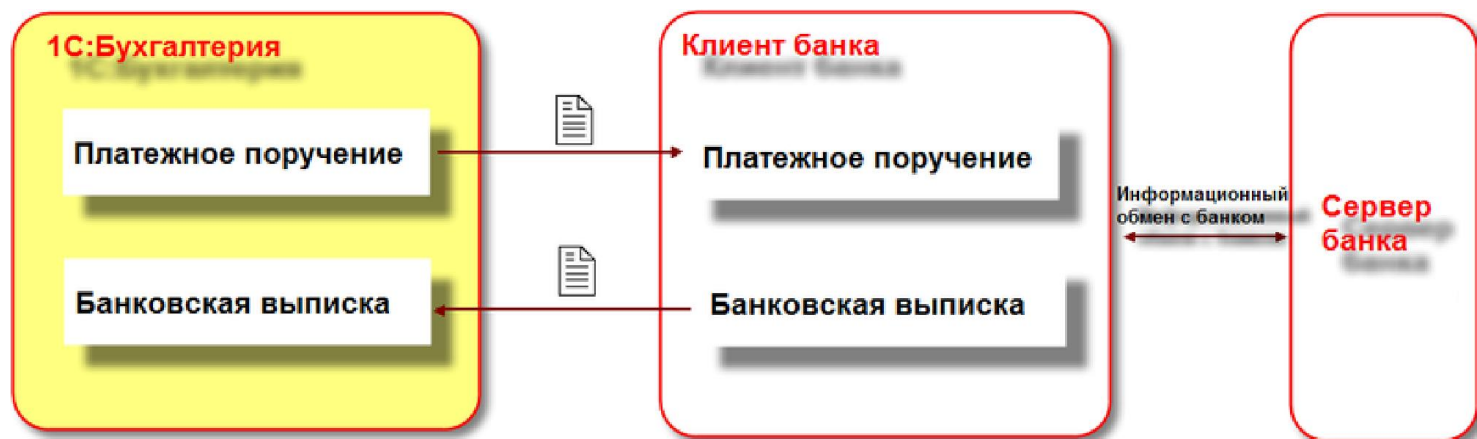 1С:Бухгалтерия
Платежное поручение
Банковская выписка
Клиент банка
Платежное поручение
Банковская выписка
Информационный
обмен с банком
Сервер
банка